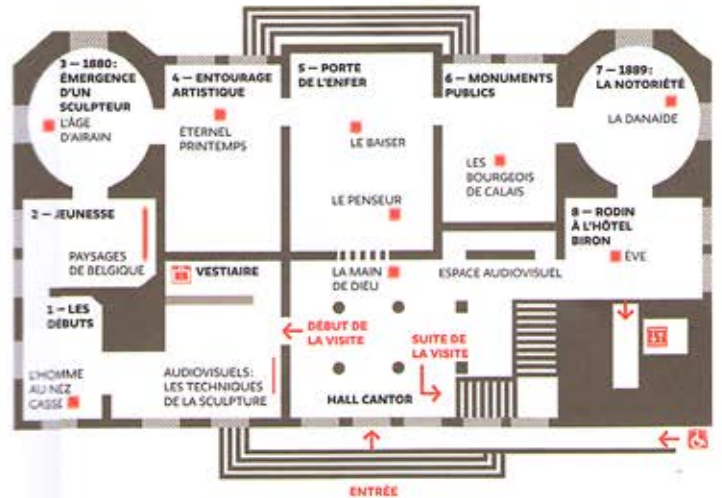 3 — 1880:
ÉMERGENCE
D'UN
SCULPTEUR
L'ÂGE
D'AIRAIN
4 — ENTOURAGE
ARTISTIQUE
ÉTERNEL
PRINTEMPS
5 — PORTE
DE L'ENFER
LE BAISER
LE PENSEUR
6 — MONUMENTS
PUBLICS
LES
BOURGEOIS
DE CALAIS
7 — 1889:
LA NOTORIÉTÉ
LA DANAIDE
2 — JEUNESSE
PAYSAGES
DE BELGIQUE
VESTIAIRE
LA MAIN
DE DIEU
ESPACE AUDIOVISUEL
8 — RODIN
À L'HÔTEL
BIRON
ÈVE
1 — LES
DÉBUTS
L'HOMME
AU NEZ
CASSÉ
AUDIOVISUELS:
LES TECHNIQUES
DE LA SCULPTURE
DÉBUT DE
LA VISITE
SUITE DE
LA VISITE
HALL CANTOR
ENTRÉE